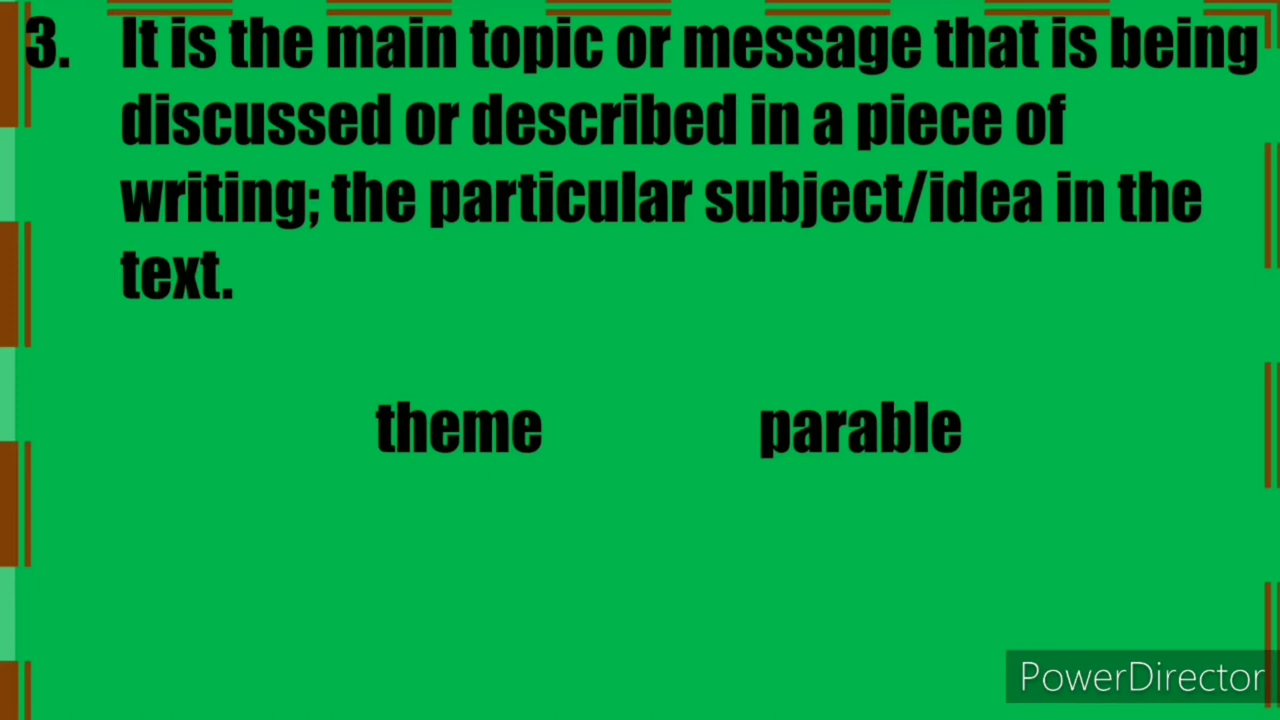 3. It is the main topic or message that is being
discussed or described in a piece of
writing; the particular subject/idea in the
text.
theme parable
PowerDirector